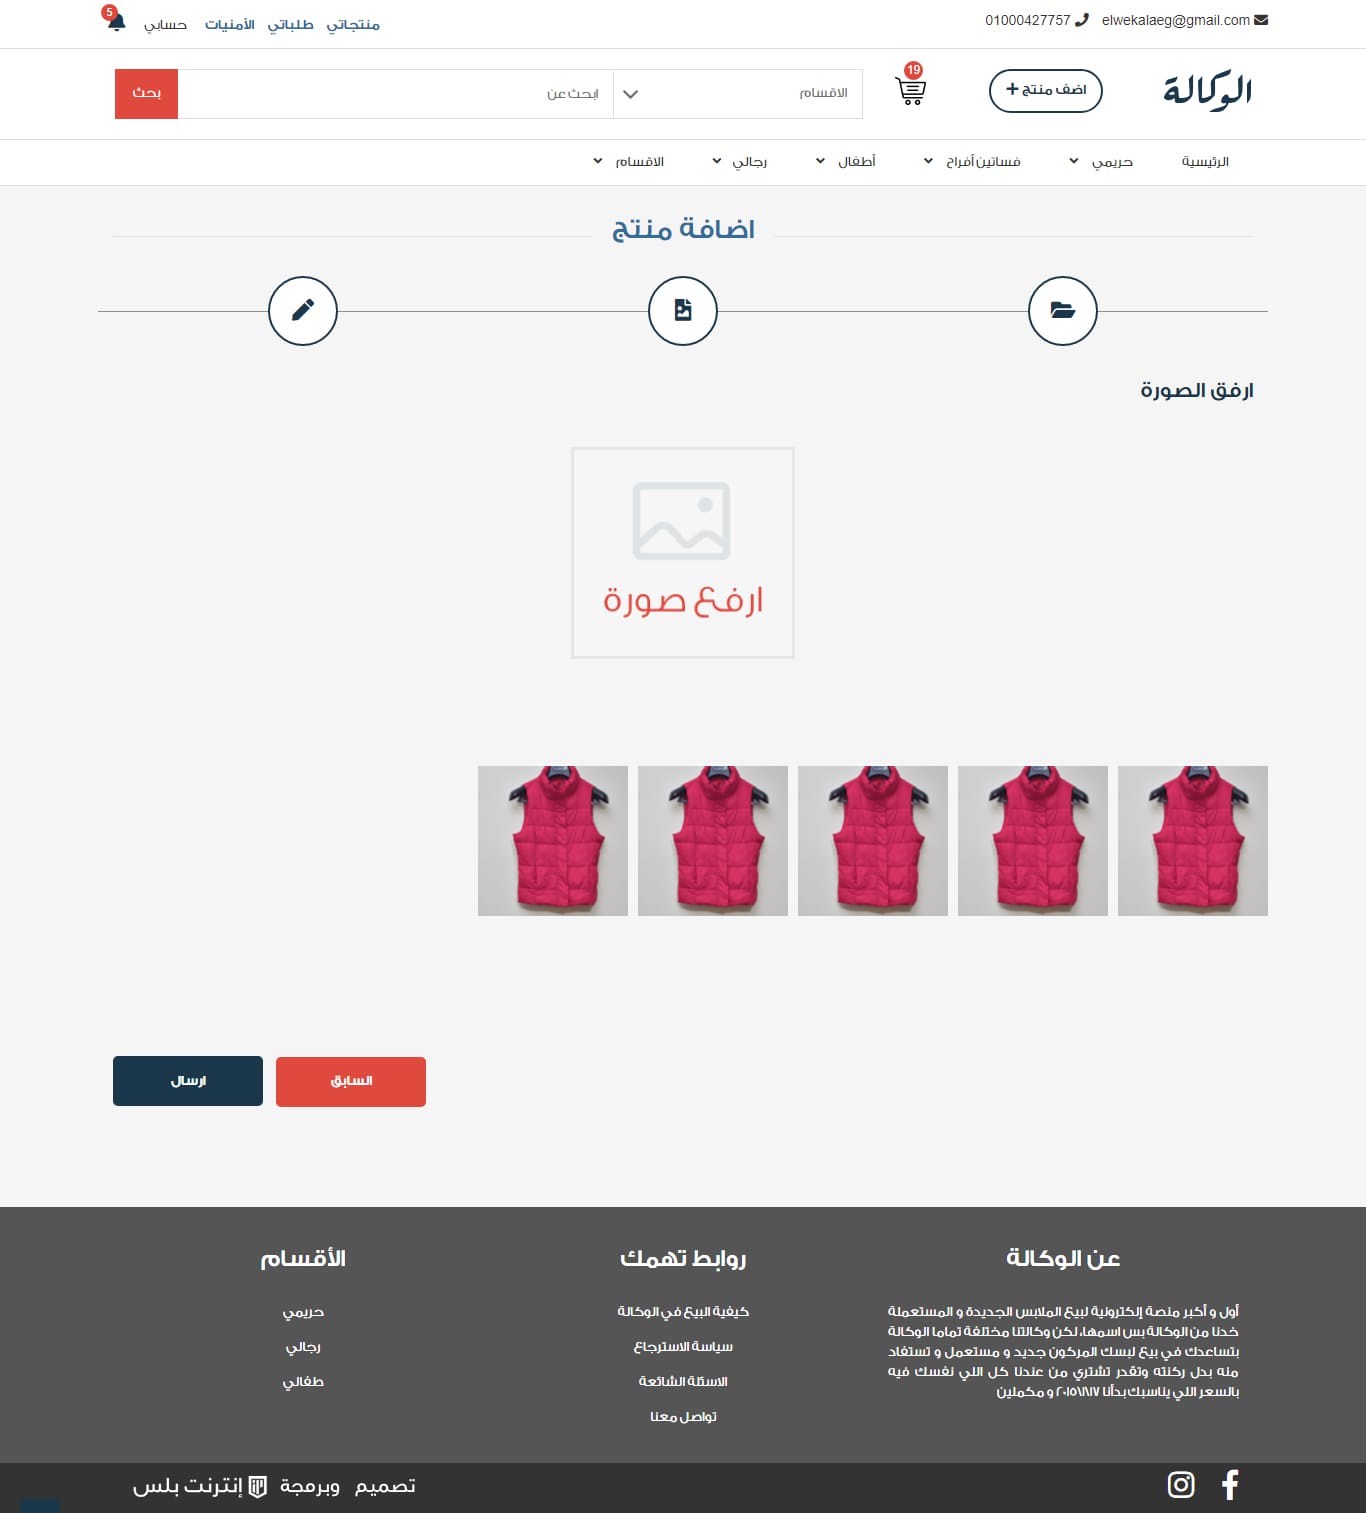 elwekalaeg@gmail.com 01000427757
منتجاتي طلباتي الأمنيات حسابي 5
الوكالة
اضف منتج +
19
الاقسام
ابحث عن
بحث
الرئيسية حريمي فساتين أفراح أطفال رجالي الاقسام
اضافة منتج
ارفق الصورة
ارفع صورة
السابق
ارسال
عن الوكالة
أول و أكبر منصة إلكترونية لبيع الملابس الجديدة و المستعملة
خدنا من الوكالة بس اسمها، لكن وكالتنا مختلفة تماما الوكالة
بتساعدك في بيع لبسك المركون جديد و مستعمل و تستفاد
منه بدل ركنته وتقدر تشتري من عندنا كل اللي نفسك فيه
بالسعر اللي يناسبك بدأنا ٢٠١٥\١\١٧ و مكملين
روابط تهمك
كيفية البيع في الوكالة
سياسة الاسترجاع
الاسئلة الشائعة
تواصل معنا
الأقسام
حريمي
رجالي
طفالي
تصميم وبرمجة إنترنت بلس